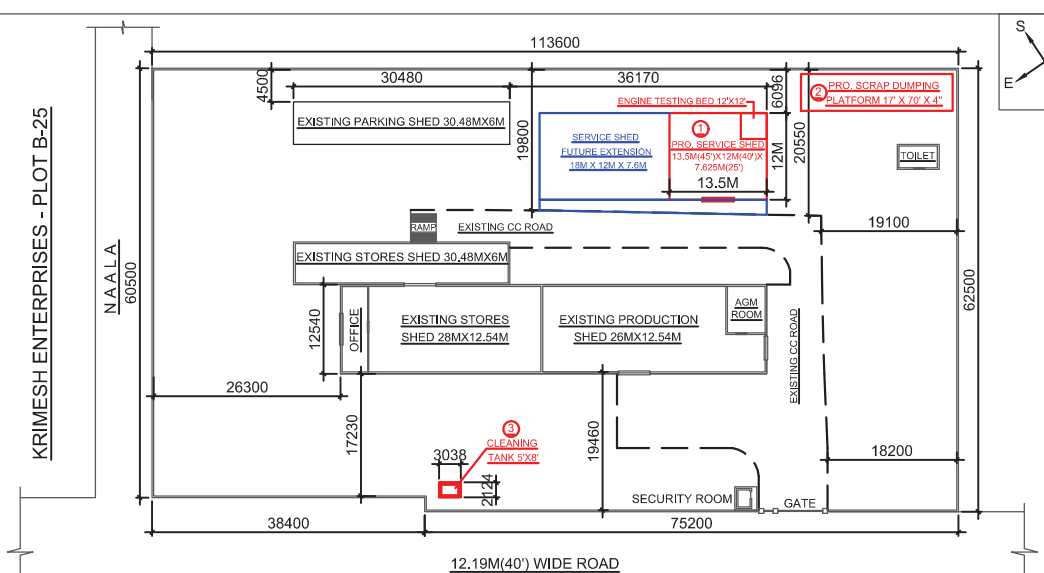 113600
S
E
30480
36170
4500
6096
ENGINE TESTING BED 12'X12'
2
PRO. SCRAP DUMPING
PLATFORM 17' X 70' X 4"
EXISTING PARKING SHED 30.48MX6M
19800
SERVICE SHED
FUTURE EXTENSION
18M X 12M X 7.6M
1
PRO. SERVICE SHED
13.5M(45')X12M(40')X
7.625M(25')
13.5M
12M
20550
TOILET
19100
RAMP
EXISTING CC ROAD
EXISTING STORES SHED 30.48MX6M
KRIMESH ENTERPRISES - PLOT B-25
NAALA
60500
62500
12540
OFFICE
EXISTING STORES
SHED 28MX12.54M
EXISTING PRODUCTION
SHED 26MX12.54M
AGM
ROOM
EXISTING CC ROAD
26300
17230
19460
3
CLEANING
TANK 5'X8'
3038
2124
18200
SECURITY ROOM
GATE
38400
75200
12.19M(40') WIDE ROAD